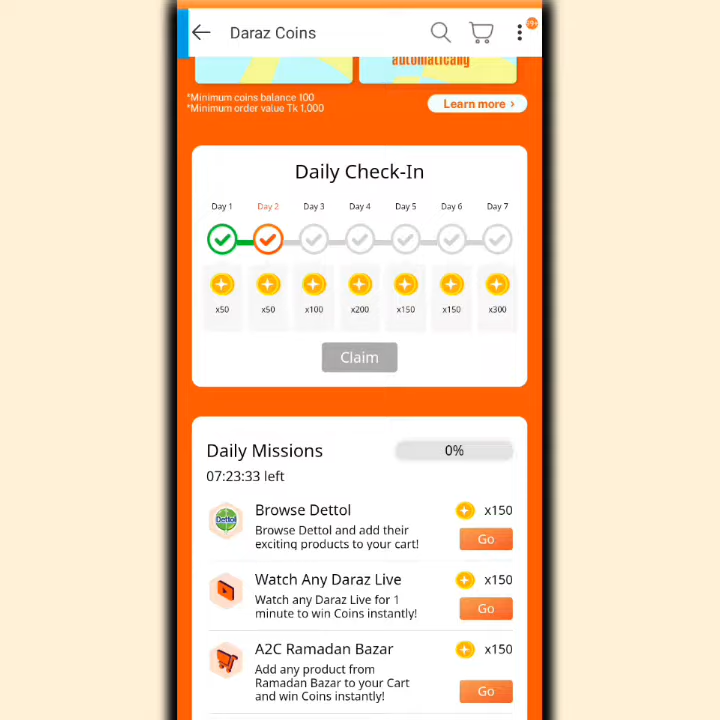 Daraz Coins
automatically
*Minimum coins balance 100
*Minimum order value Tk 1,000
Learn more ›
Daily Check-In
Day 1 Day 2 Day 3 Day 4 Day 5 Day 6 Day 7
x50 x50 x100 x200 x150 x150 x300
Claim
Daily Missions 0%
07:23:33 left
Browse Dettol x150
Dettol
Browse Dettol and add their
exciting products to your cart!
Go
Watch Any Daraz Live x150
Watch any Daraz Live for 1
minute to win Coins instantly!
Go
A2C Ramadan Bazar x150
Add any product from
Ramadan Bazar to your Cart
and win Coins instantly!
Go